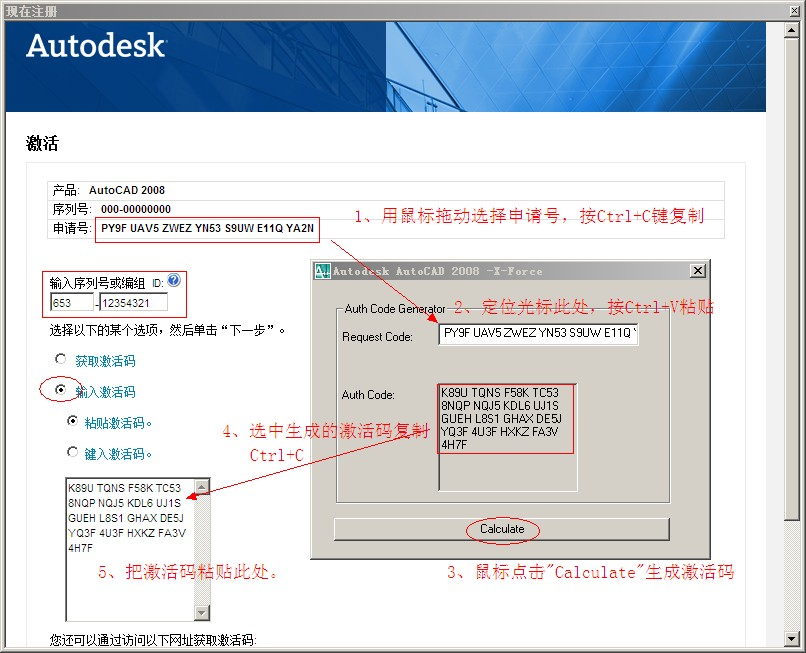 现在注册
Autodesk
激活
产品: AutoCAD 2008
序列号: 000-00000000
申请号: PY9F UAV5 ZWEZ YN53 S9UW E11Q YA2N
1、用鼠标拖动选择申请号，按Ctrl+C键复制
输入序列号或编组 ID:
653 - 12354321
选择以下的某个选项，然后单击“下一步”。
获取激活码
输入激活码
粘贴激活码。
键入激活码。
K89U TQNS F58K TC53
8NQP NQJ5 KDL6 UJ1S
GUEH L8S1 GHAX DE5J
YQ3F 4U3F HXKZ FA3V
4H7F
5、把激活码粘贴此处。
您还可以通过访问以下网址获取激活码:
Autodesk AutoCAD 2008 -X-Force
Auth Code Generator
2、定位光标此处，按Ctrl+V粘贴
Request Code: PY9F UAV5 ZWEZ YN53 S9UW E11Q
Auth Code:
K89U TQNS F58K TC53
8NQP NQJ5 KDL6 UJ1S
GUEH L8S1 GHAX DE5J
YQ3F 4U3F HXKZ FA3V
4H7F
4、选中生成的激活码复制
Ctrl+C
Calculate
3、鼠标点击"Calculate"生成激活码